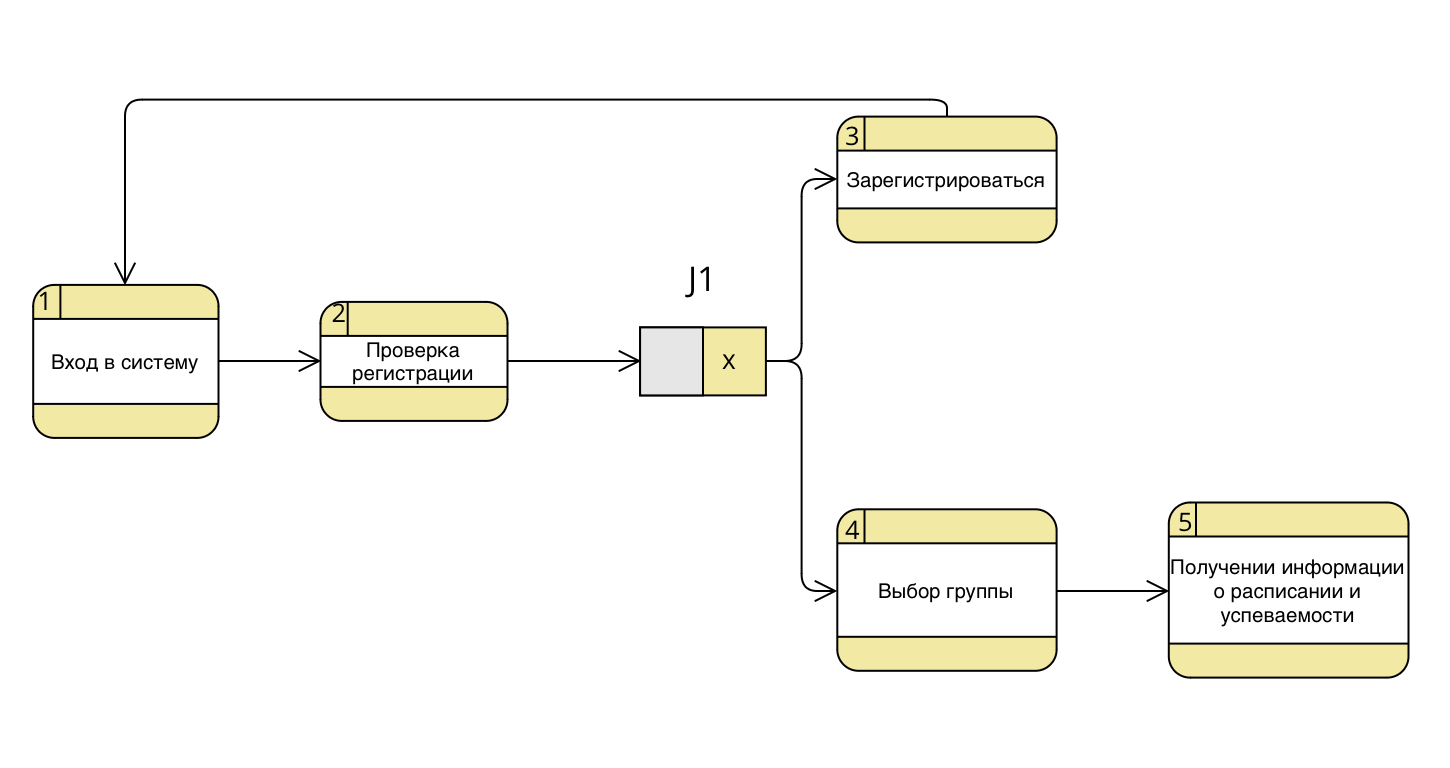 3
Зарегистрироваться
J1
1
Вход в систему
2
Проверка
регистрации
X
4
Выбор группы
5
Получении информации
о расписании и
успеваемости